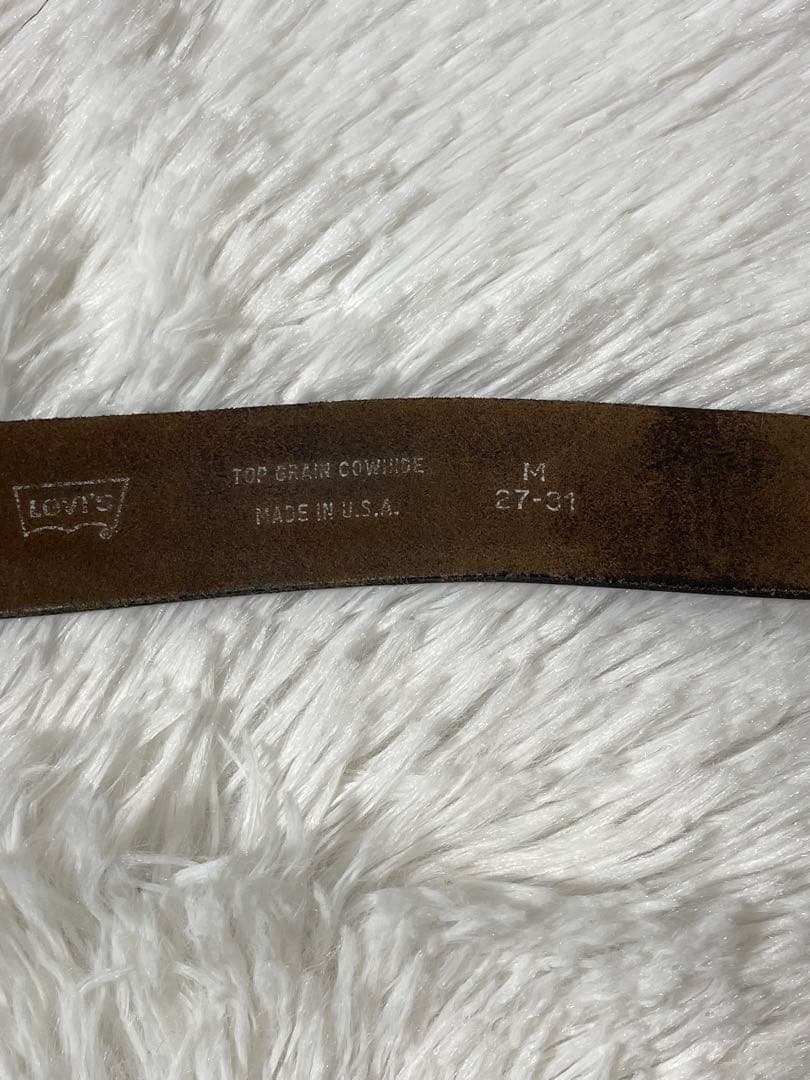 LEVI'S
TOP GRAIN COWHIDE
MADE IN U.S.A.
M
27-31